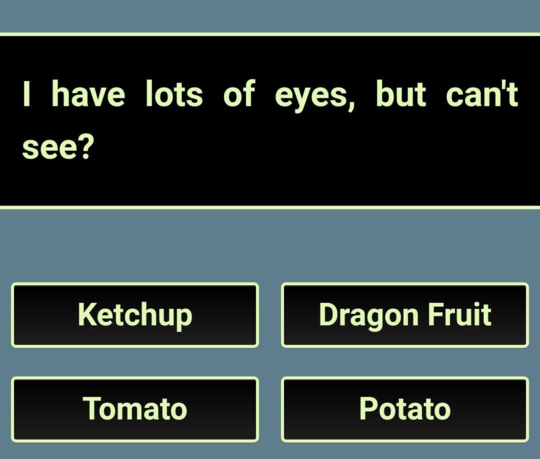 I have lots of eyes, but can't
see?
Ketchup
Dragon Fruit
Tomato
Potato